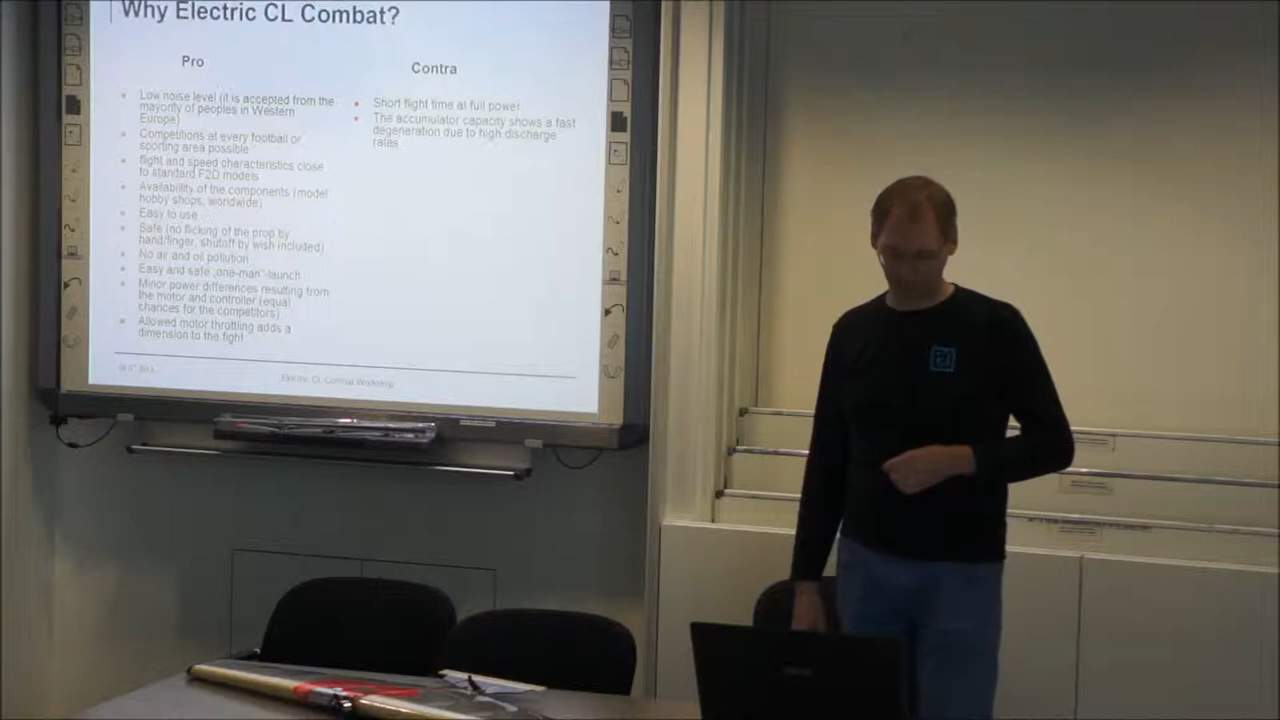 Why Electric CL Combat?
Pro
Low noise level (it is accepted from the
mayority of peoples in Western
Europe)
Competitions at every football or
sporting area possible
flight and speed characteristics close
to standard F2D models
Availability of the components (model
hobby shops, worldwide)
Easy to use
Safe (no flicking of the prop by
hand/finger, shutoff by wish included)
No air and oil pollution
Easy and safe „one-man"-launch
Minor power differences resulting from
the motor and controller (equal
chances for the competitors)
Allowed motor throttling adds a
dimension to the fight
Contra
Short flight time at full power
The accumulator capacity shows a fast
degeneration due to high discharge
rates
Electric CL Combat Workshop